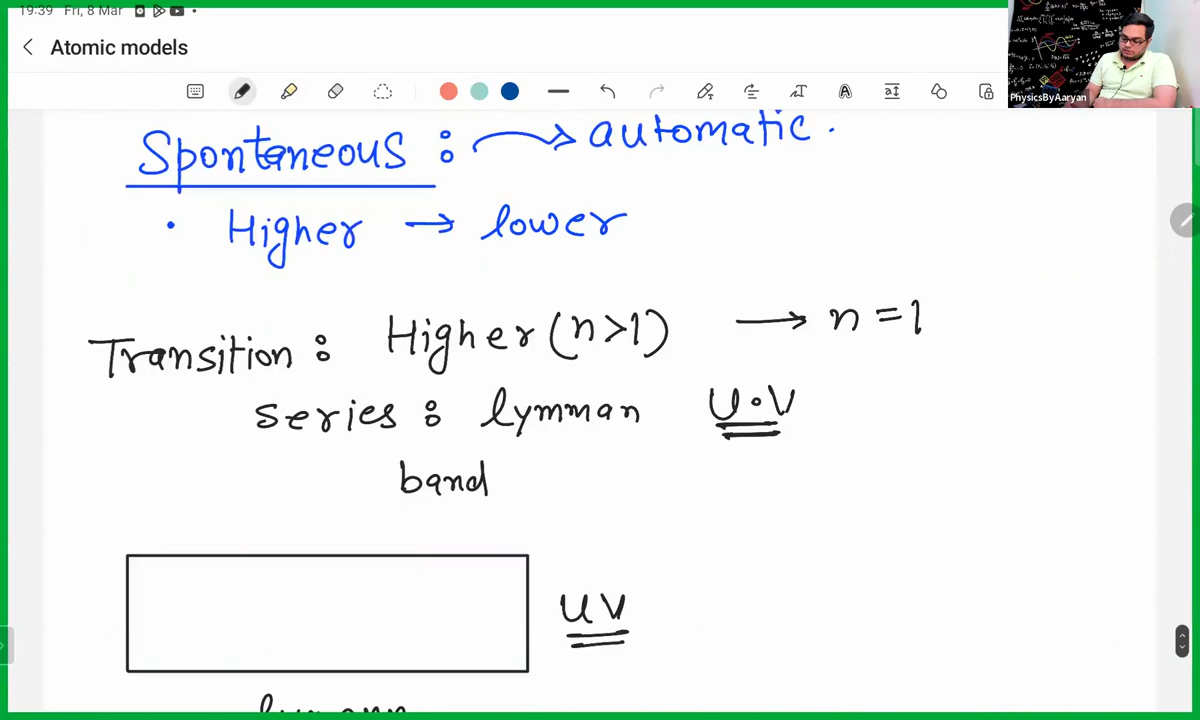 19:39 Fri, 8 Mar
Atomic models
PhysicsByAaryan
Spontaneous : → automatic.
• Higher → lower
Transition : Higher (n>1) → n = 1
series : lymman U.V
band
UV